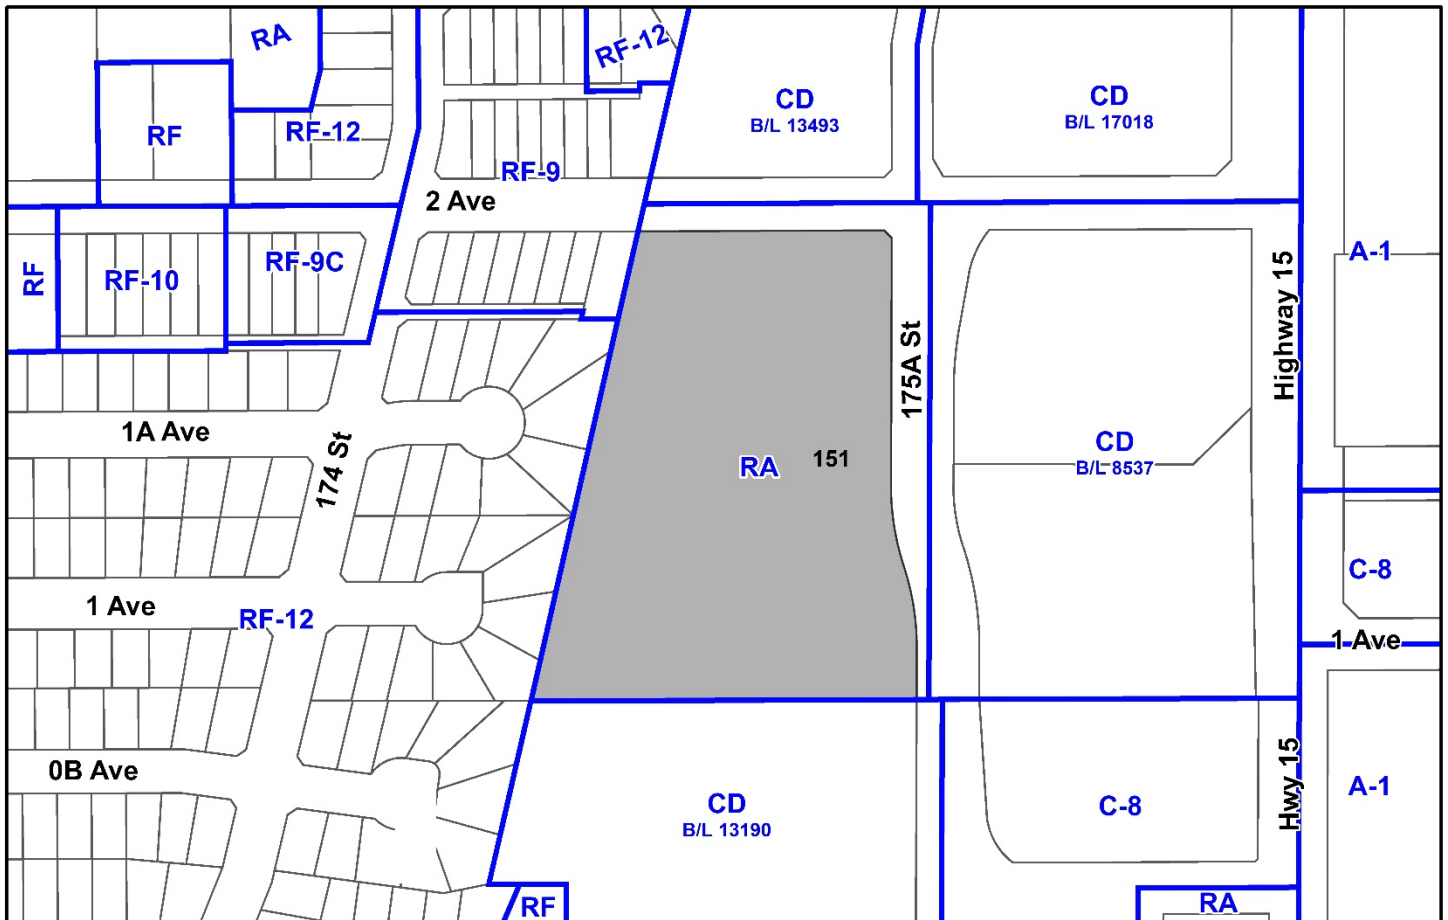 RA
RF-12
CD
B/L 13493
CD
B/L 17018
RF
RF-12
RF-9
2 Ave
RF
RF-10
RF-9C
A-1
Highway 15
175A St
1A Ave
174 St
RA
151
CD
B/L 8537
C-8
1 Ave
RF-12
1 Ave
0B Ave
CD
B/L 13190
C-8
Hwy 15
A-1
RF
RA